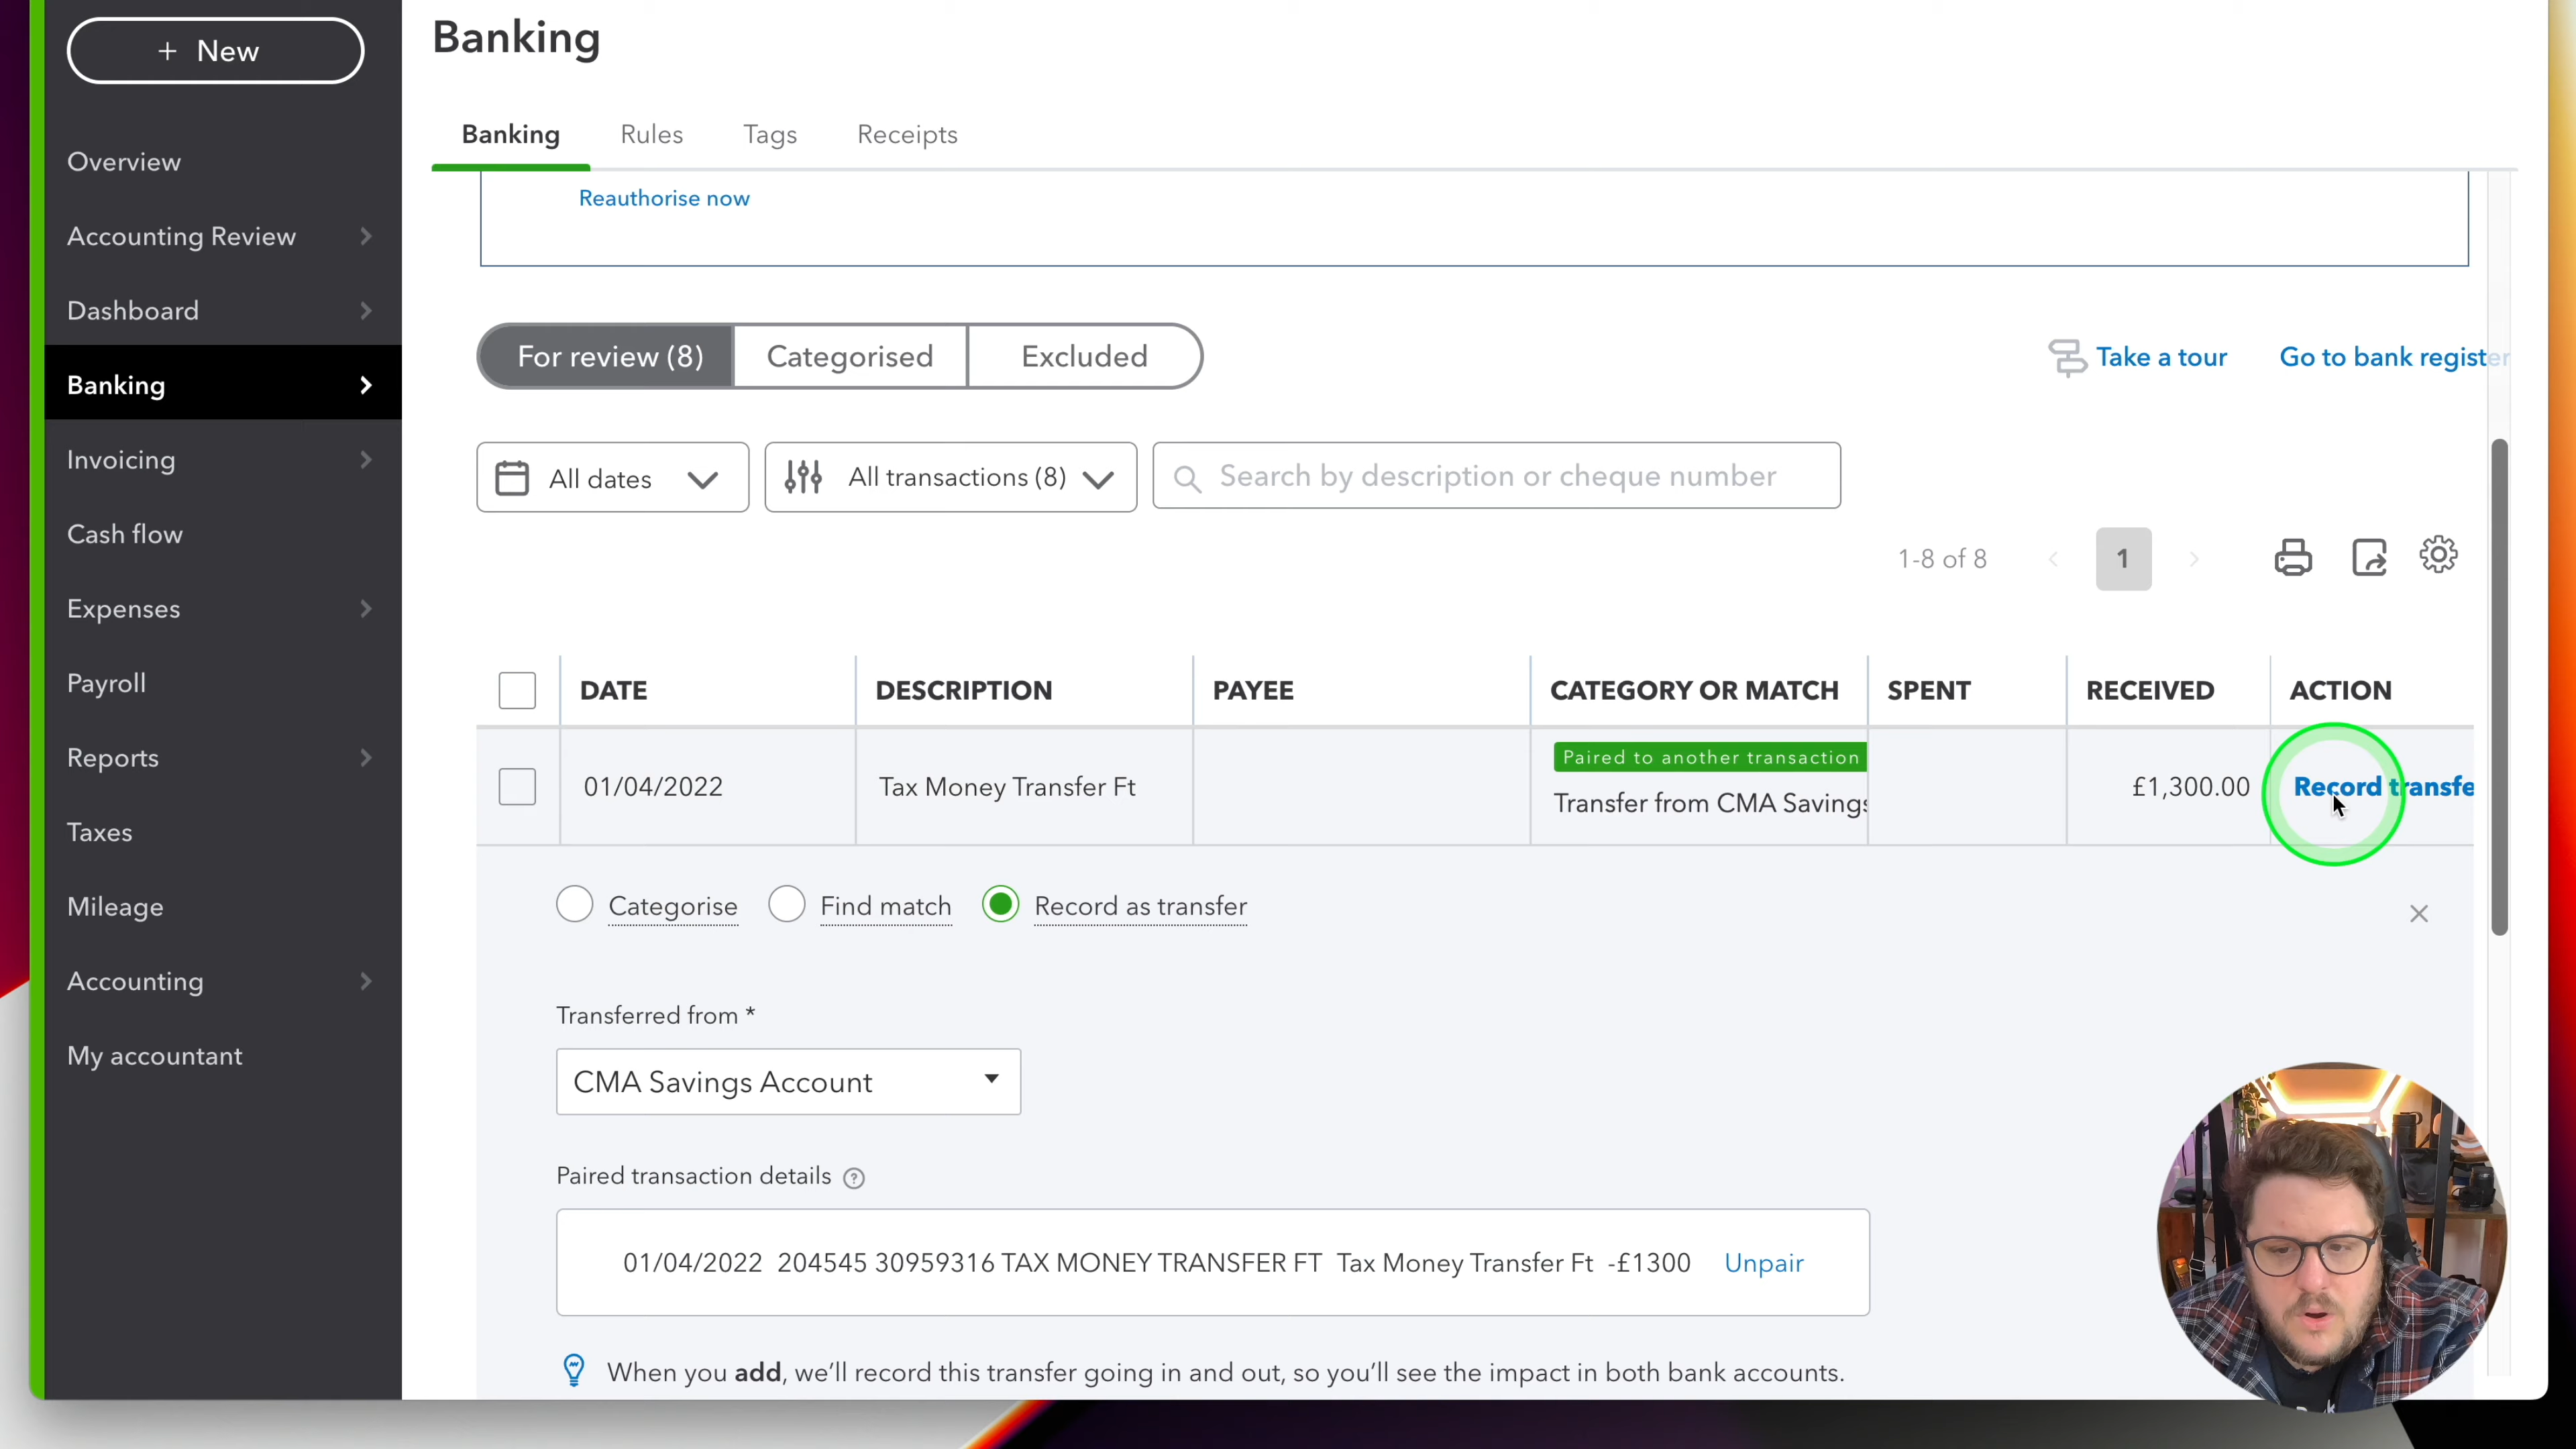 + New
Overview
Accounting Review
Dashboard
Banking
Invoicing
Cash flow
Expenses
Payroll
Reports
Taxes
Mileage
Accounting
My accountant
Banking
Banking Rules Tags Receipts
Reauthorise now
For review (8) Categorised Excluded
Take a tour Go to bank register
All dates All transactions (8) Search by description or cheque number
1-8 of 8 1
DATE DESCRIPTION PAYEE CATEGORY OR MATCH SPENT RECEIVED ACTION
Paired to another transaction
01/04/2022 Tax Money Transfer Ft £1,300.00 Record transfe
Transfer from CMA Savings
Categorise Find match Record as transfer
Transferred from *
CMA Savings Account
Paired transaction details ?
01/04/2022 204545 30959316 TAX MONEY TRANSFER FT Tax Money Transfer Ft -£1300 Unpair
When you add, we'll record this transfer going in and out, so you'll see the impact in both bank accounts.